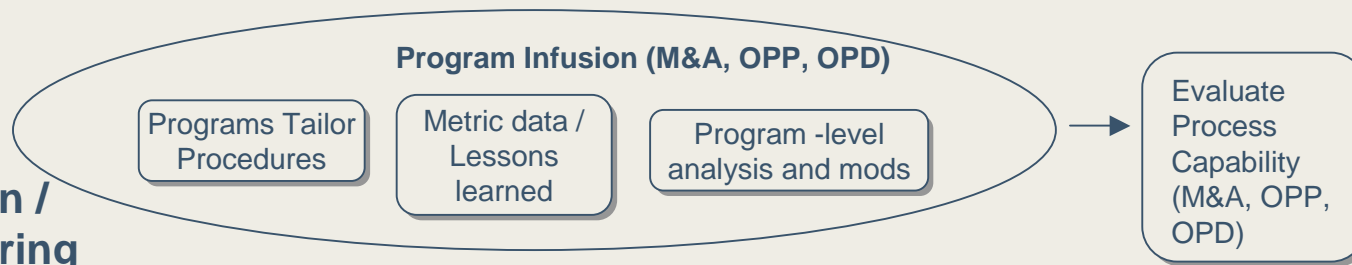 Program Infusion (M&A, OPP, OPD)
Programs Tailor
Procedures
Metric data /
Lessons
learned
Program -level
analysis and mods
Evaluate
Process
Capability
(M&A, OPP,
OPD)
n /
ring